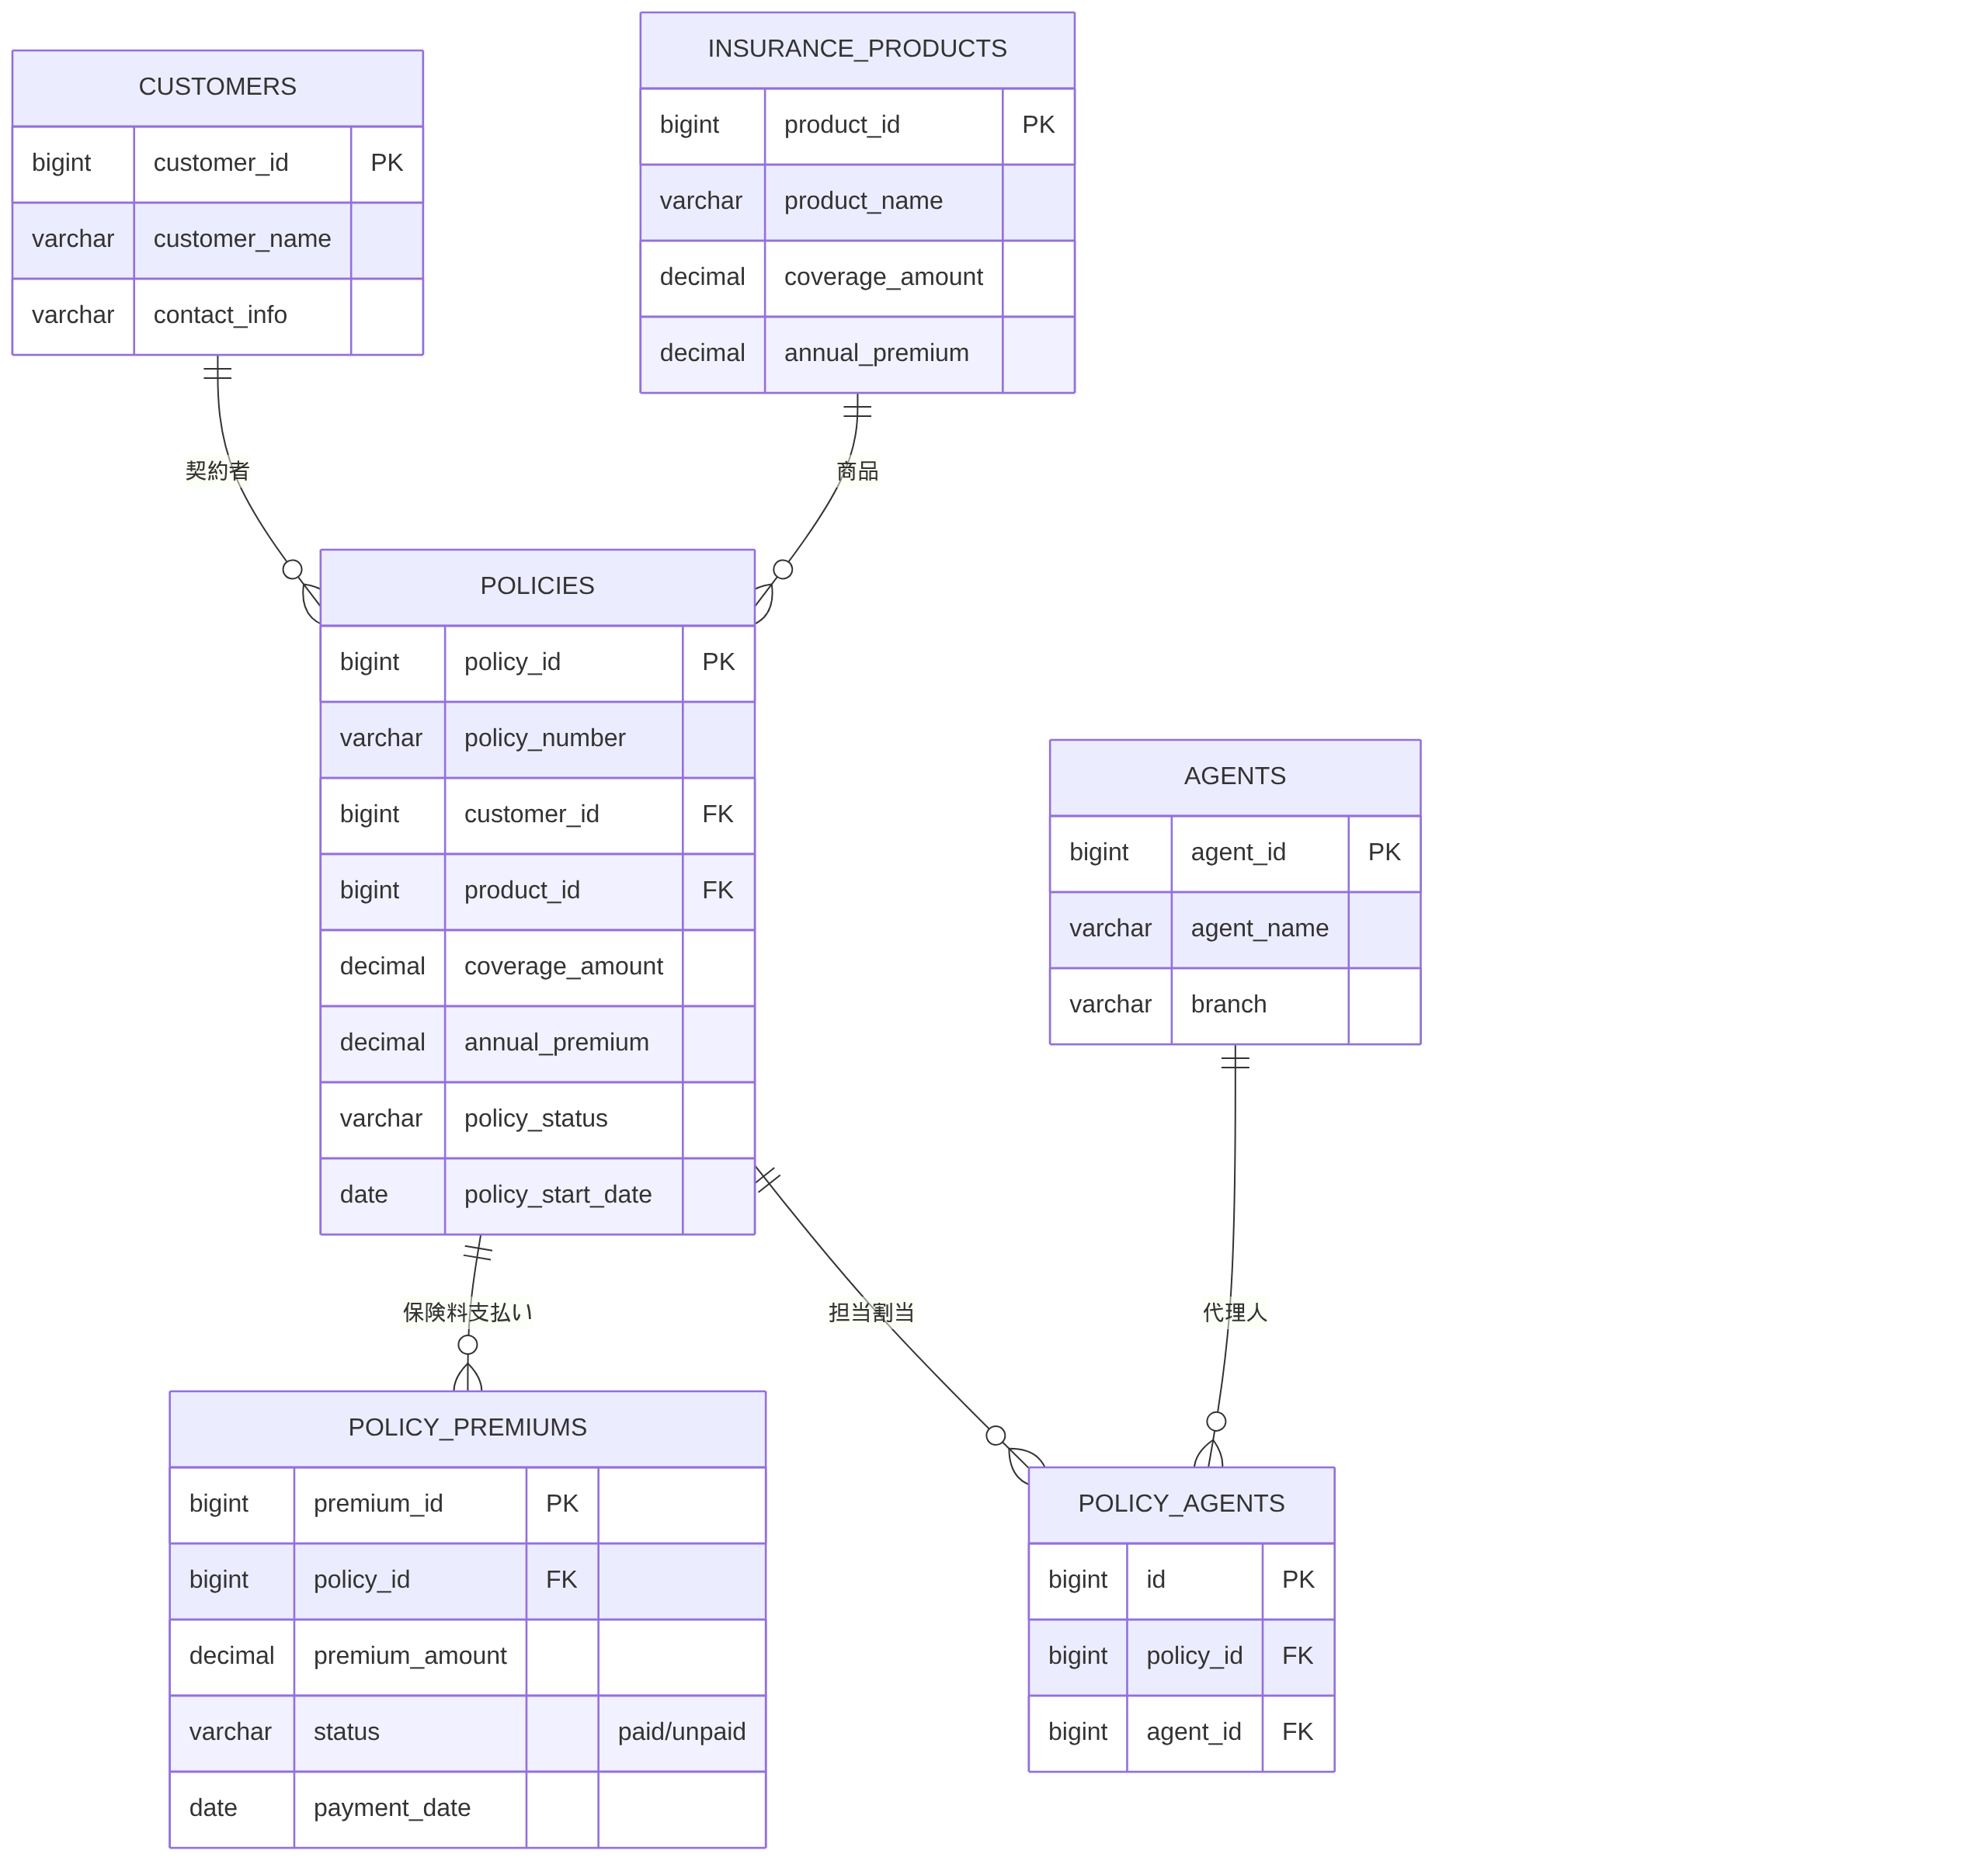 CUSTOMERS
bigint customer_id PK
varchar customer_name
varchar contact_info
INSURANCE_PRODUCTS
bigint product_id PK
varchar product_name
decimal coverage_amount
decimal annual_premium
契約者
商品
POLICIES
bigint policy_id PK
varchar policy_number
bigint customer_id FK
bigint product_id FK
decimal coverage_amount
decimal annual_premium
varchar policy_status
date policy_start_date
AGENTS
bigint agent_id PK
varchar agent_name
varchar branch
保険料支払い
担当割当
代理人
POLICY_PREMIUMS
bigint premium_id PK
bigint policy_id FK
decimal premium_amount
varchar status paid/unpaid
date payment_date
POLICY_AGENTS
bigint id PK
bigint policy_id FK
bigint agent_id FK